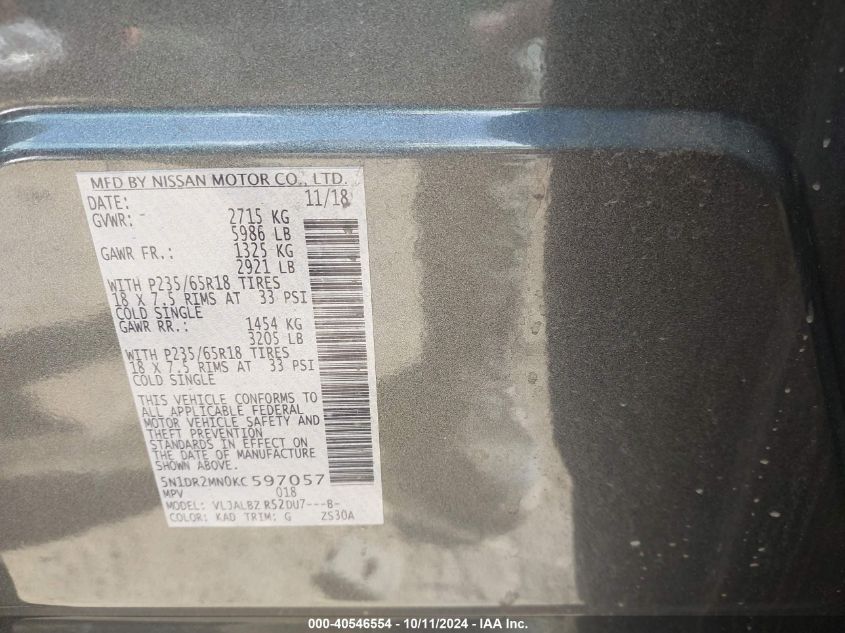 MFD BY NISSAN MOTOR CO., LTD.
DATE: 11/18
GVWR: 2715 KG
5986 LB
GAWR FR.: 1325 KG
2921 LB
WITH P235/65R18 TIRES
18 X 7.5 RIMS AT 33 PSI
COLD SINGLE
GAWR RR.: 1454 KG
3205 LB
WITH P235/65R18 TIRES
18 X 7.5 RIMS AT 33 PSI
COLD SINGLE
THIS VEHICLE CONFORMS TO
ALL APPLICABLE FEDERAL
MOTOR VEHICLE SAFETY AND
THEFT PREVENTION
STANDARDS IN EFFECT ON
THE DATE OF MANUFACTURE
SHOWN ABOVE.
5N1DR2MN0KC597057
MPV 018
MODEL: VLJALBZ R52DU7---B-
COLOR: KAD TRIM: G ZS30A
000-40546554 - 10/11/2024 - IAA Inc.